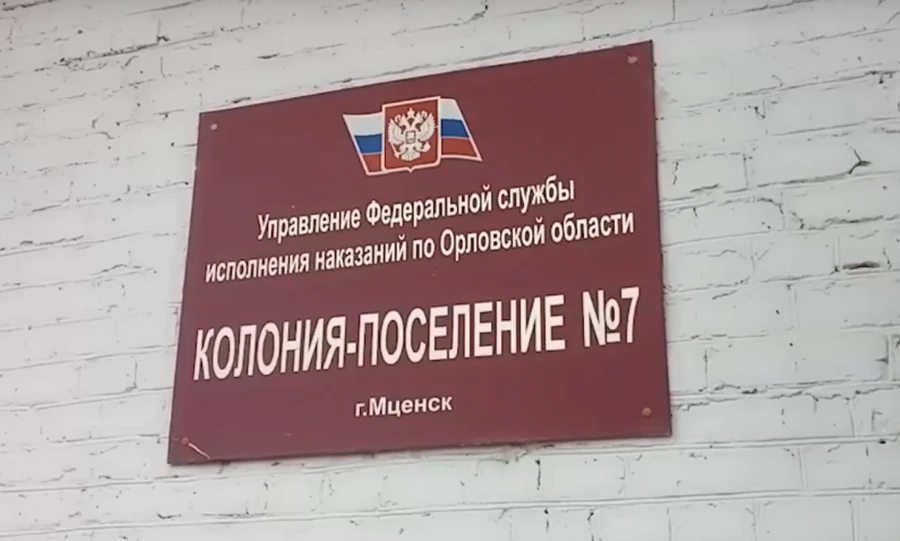 Управление Федеральной службы
исполнения наказаний по Орловской области
КОЛОНИЯ-ПОСЕЛЕНИЕ №7
г.Мценск